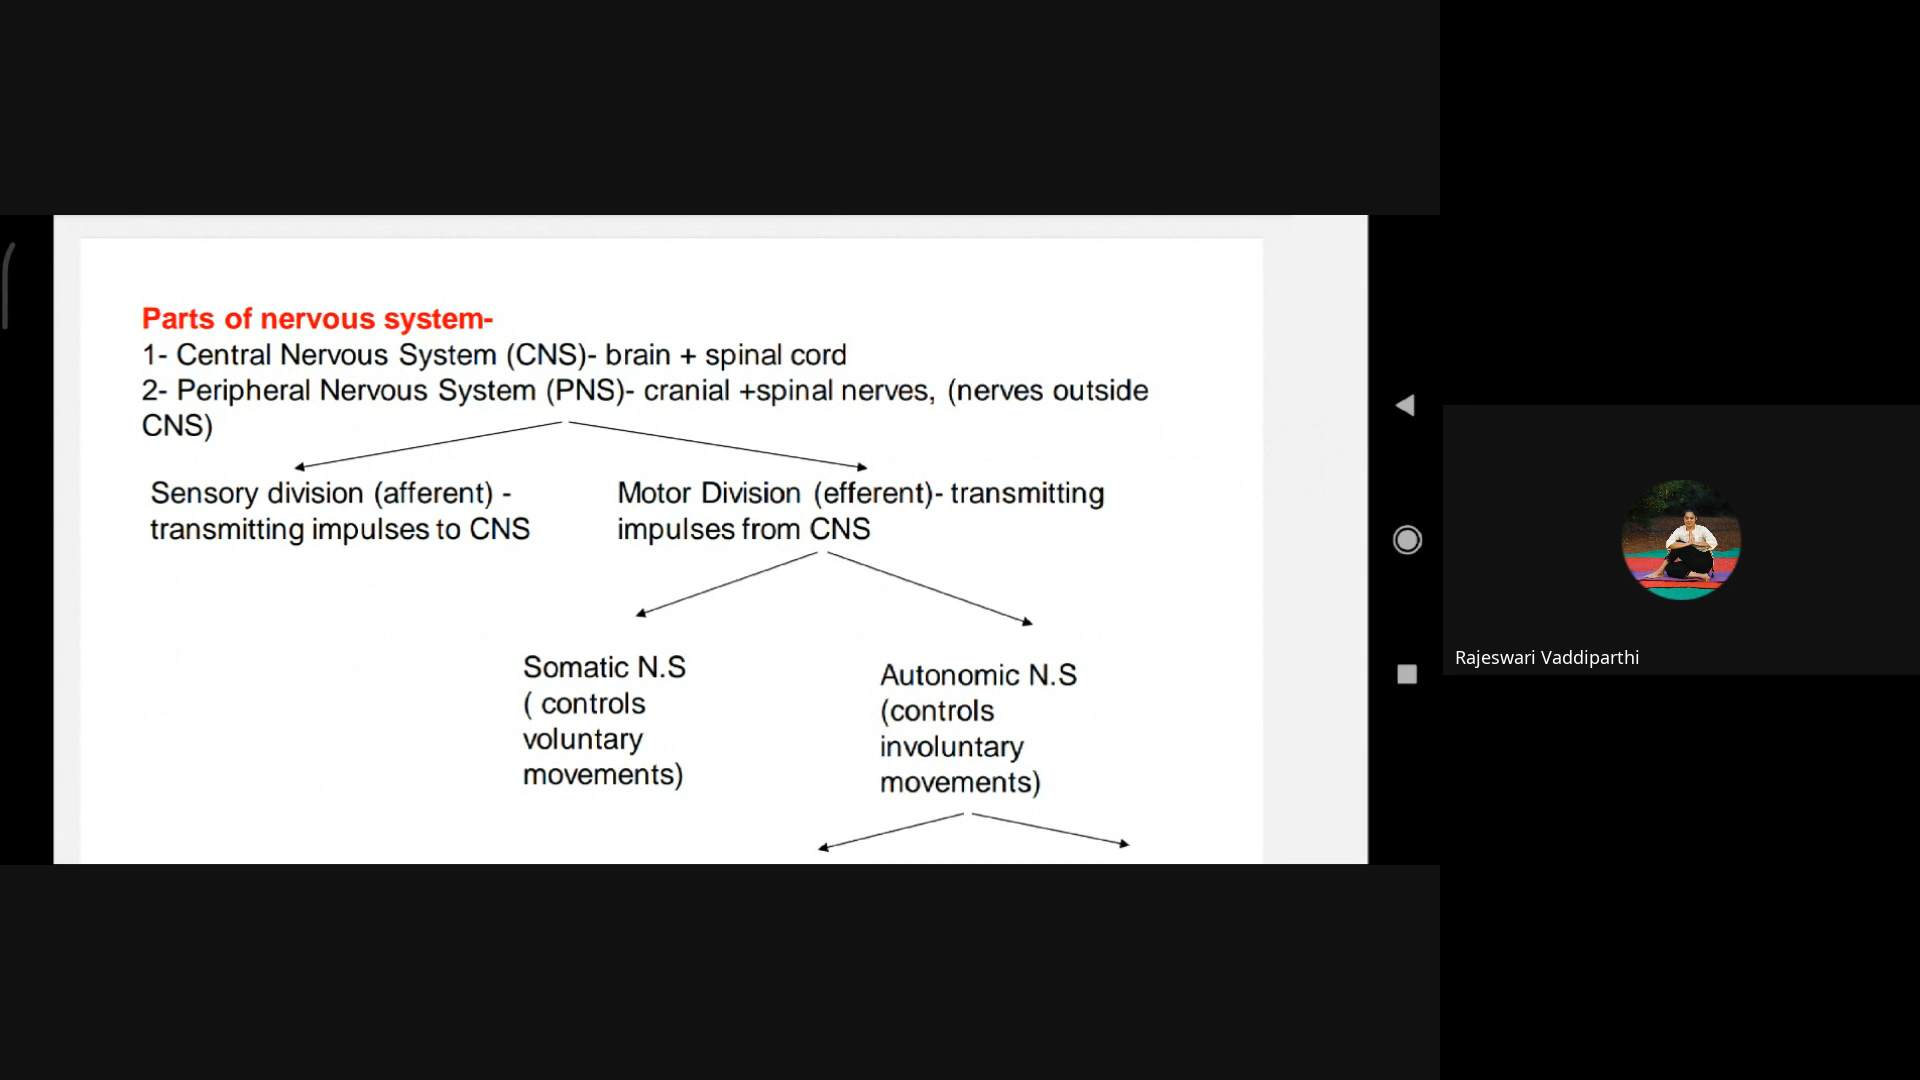 Parts of nervous system-
1- Central Nervous System (CNS)- brain + spinal cord
2- Peripheral Nervous System (PNS)- cranial +spinal nerves, (nerves outside
CNS)
Sensory division (afferent) -
transmitting impulses to CNS
Motor Division (efferent)- transmitting
impulses from CNS
Somatic N.S
( controls
voluntary
movements)
Autonomic N.S
(controls
involuntary
movements)
Rajeswari Vaddiparthi